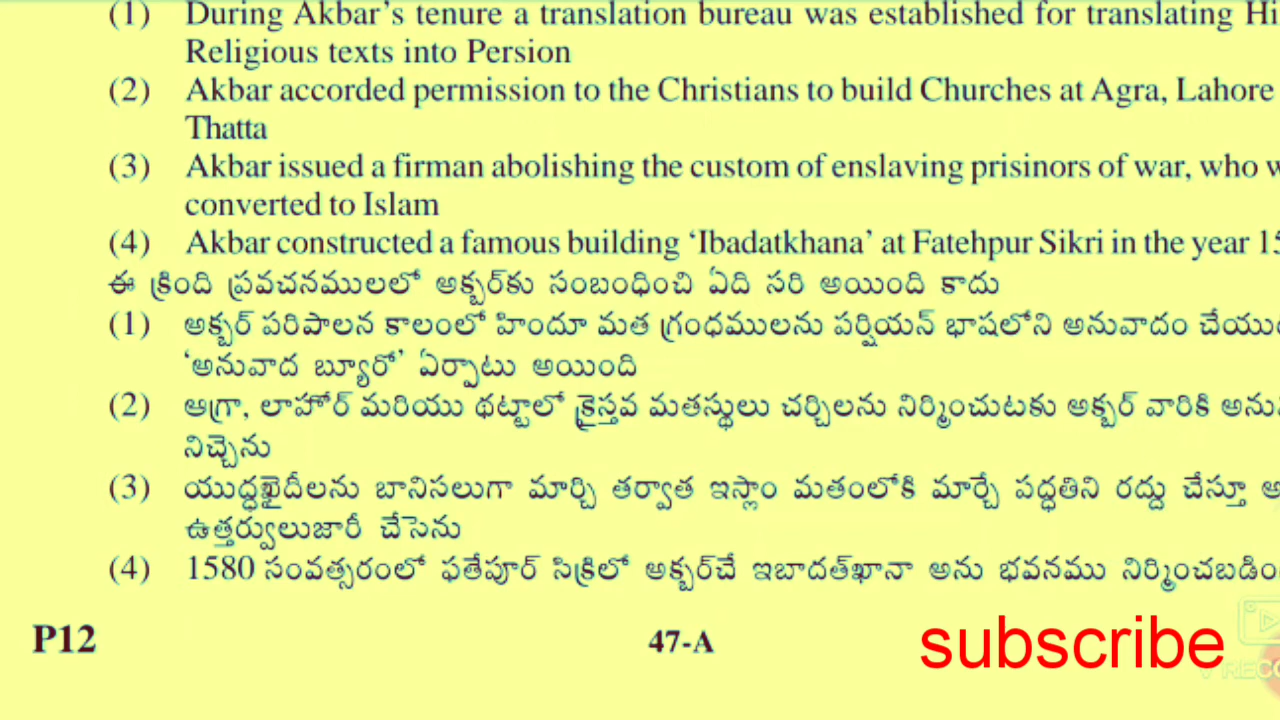 (1) During Akbar's tenure a translation bureau was established for translating
Religious texts into Persion
(2) Akbar accorded permission to the Christians to build Churches at Agra, Lahore
Thatta
(3) Akbar issued a firman abolishing the custom of enslaving prisinors of war, who
converted to Islam
(4) Akbar constructed a famous building 'Ibadatkhana' at Fatehpur Sikri in the year
ఈ క్రింది ప్రవచనములలో అక్బర్‌కు సంబంధించి ఏది సరి అయింది కాదు
(1) అక్బర్ పరిపాలన కాలంలో హిందూ మత గ్రంధములను పర్షియన్ భాషలోని అనువాదం
'అనువాద బ్యూరో' ఏర్పాటు అయింది
(2) ఆగ్రా, లాహోర్ మరియు థట్టాలో క్రైస్తవ మతస్థులు చర్చిలను నిర్మించుటకు అక్బర్ వారికి
నిచ్చెను
(3) యుద్ధఖైదీలను బానిసలుగా మార్చి తర్వాత ఇస్లాం మతంలోకి మార్చే పద్ధతిని రద్దు చేస్తూ
ఉత్తర్వులుజారీ చేసెను
(4) 1580 సంవత్సరంలో ఫతేపూర్ సిక్రిలో అక్బర్‌చే ఇబాదత్‌ఖానా అను భవనము
P12 47-A subscribe